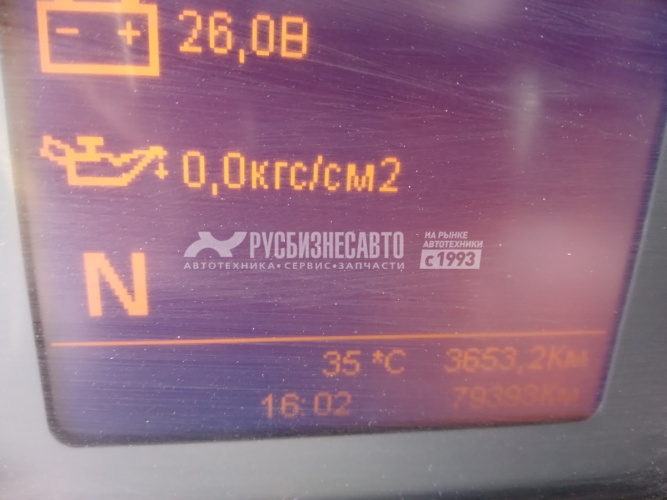 - + 26,0В
0,0кгс/см2
РУСБИЗНЕСАВТО
АВТОТЕХНИКА • СЕРВИС • ЗАПЧАСТИ
НА РЫНКЕ
АВТОТЕХНИКИ
с 1993
N
35 *C 3653,2Км
16:02 79393Км